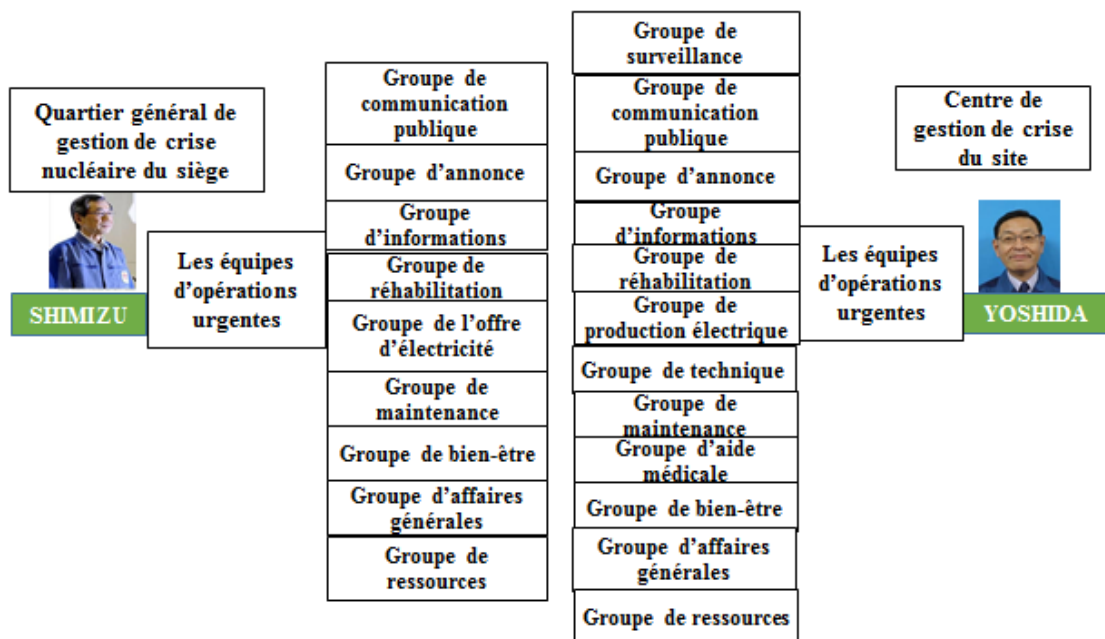 Quartier général de
gestion de crise
nucléaire du siège
SHIMIZU
Les équipes
d'opérations
urgentes
Groupe de
communication
publique
Groupe d'annonce
Groupe
d'informations
Groupe de
réhabilitation
Groupe de l'offre
d'électricité
Groupe de
maintenance
Groupe de bien-être
Groupe d'affaires
générales
Groupe de
ressources
Groupe de
surveillance
Groupe de
communication
publique
Groupe d'annonce
Groupe
d'informations
Groupe de
réhabilitation
Groupe de
production électrique
Groupe de technique
Groupe de
maintenance
Groupe d'aide
médicale
Groupe de bien-être
Groupe d'affaires
générales
Groupe de ressources
Les équipes
d'opérations
urgentes
Centre de
gestion de crise
du site
YOSHIDA